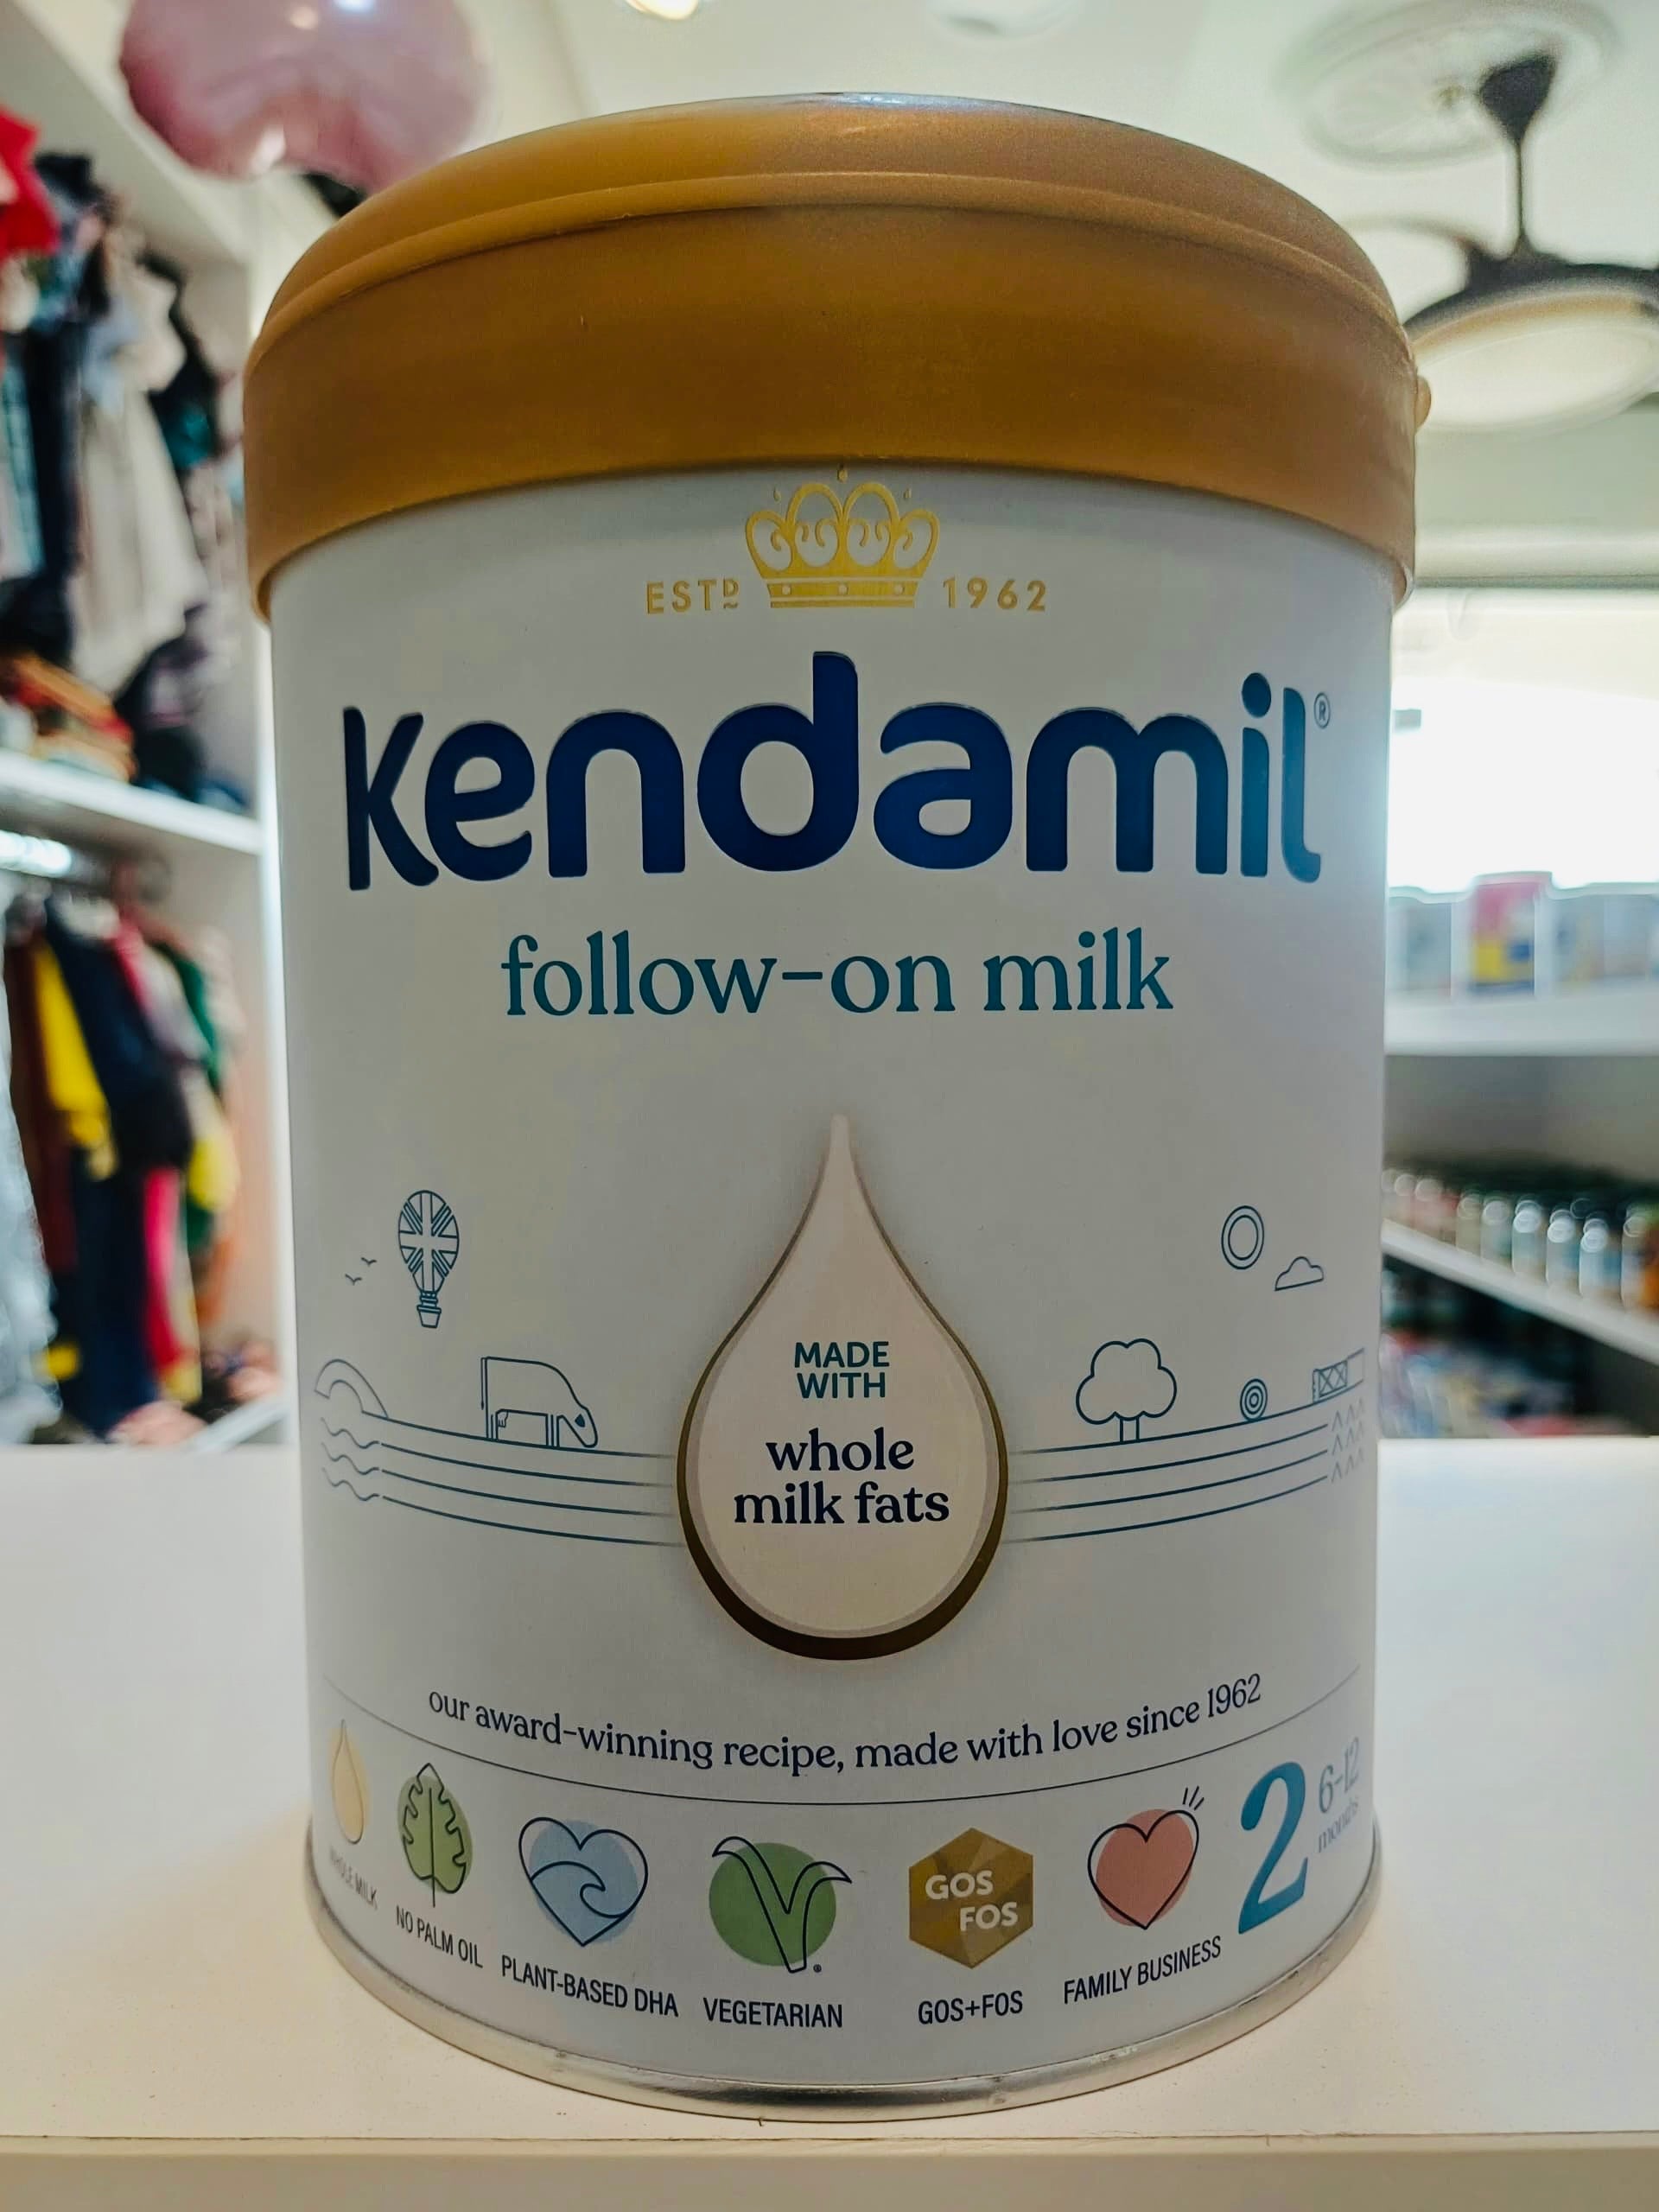 ESTD 1962
Kendamil®
follow-on milk
MADE
WITH
whole
milk fats
our award-winning recipe, made with love since 1962
WHOLE MILK
NO PALM OIL
PLANT-BASED DHA
VEGETARIAN
GOS
FOS
GOS+FOS
FAMILY BUSINESS
2
6-12
months